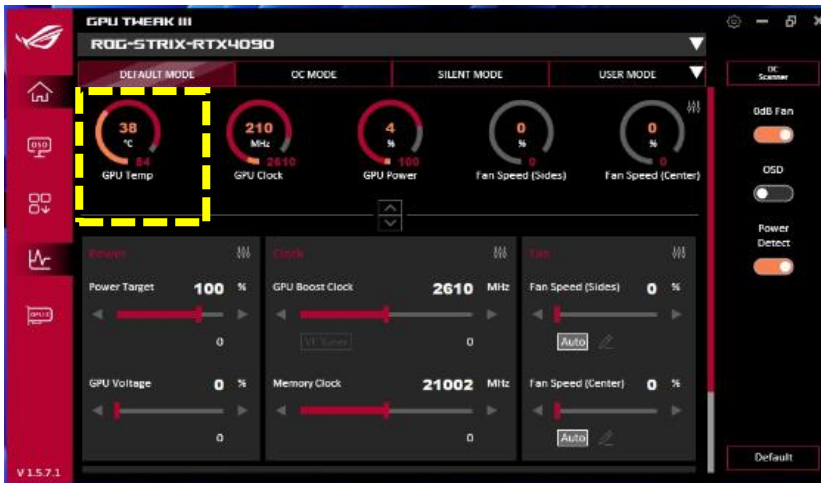 GPU TWEAK III
ROG-STRIX-RTX4090
DEFAULT MODE
OC MODE
SILENT MODE
USER MODE
OC
Scanner
38
°C
84
GPU Temp
210
MHz
2610
GPU Clock
4
%
100
GPU Power
0
%
0
Fan Speed (Sides)
0
%
0
Fan Speed (Center)
0dB Fan
OSD
Power
Detect
Power
Power Target 100 %
0
GPU Voltage 0 %
0
Clock
GPU Boost Clock 2610 MHz
VF Tuner
0
Memory Clock 21002 MHz
0
Fan
Fan Speed (Sides) 0 %
Auto
Fan Speed (Center) 0 %
Auto
Default
OSD
GPU Z
V 1.5.7.1